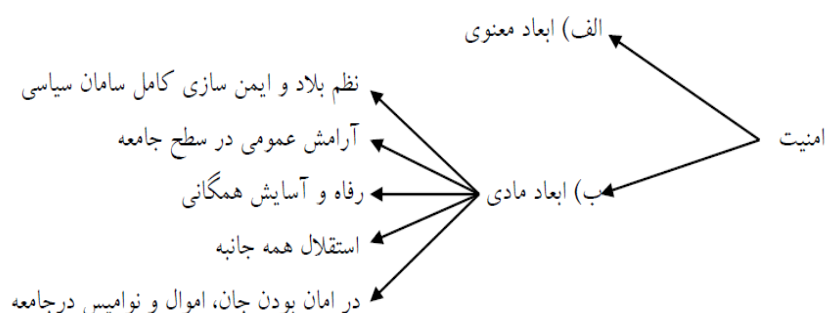 الف) ابعاد معنوی
نظم بلاد و ایمن سازی کامل سامان سیاسی
آرامش عمومی در سطح جامعه
امنیت
ب) ابعاد مادی
رفاه و آسایش همگانی
استقلال همه جانبه
در امان بودن جان، اموال و نوامیس درجامعه